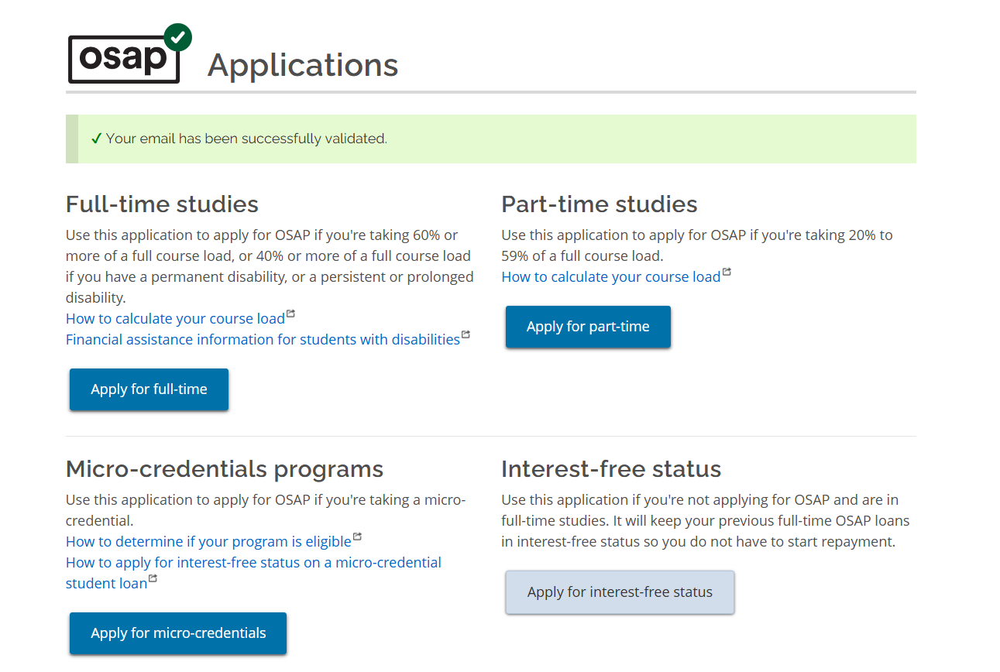 osap
Applications
✓ Your email has been successfully validated.
Full-time studies
Use this application to apply for OSAP if you're taking 60% or
more of a full course load, or 40% or more of a full course load
if you have a permanent disability, or a persistent or prolonged
disability.
How to calculate your course load
Financial assistance information for students with disabilities
Apply for full-time
Part-time studies
Use this application to apply for OSAP if you're taking 20% to
59% of a full course load.
How to calculate your course load
Apply for part-time
Micro-credentials programs
Use this application to apply for OSAP if you're taking a micro-
credential.
How to determine if your program is eligible
How to apply for interest-free status on a micro-credential
student loan
Apply for micro-credentials
Interest-free status
Use this application if you're not applying for OSAP and are in
full-time studies. It will keep your previous full-time OSAP loans
in interest-free status so you do not have to start repayment.
Apply for interest-free status